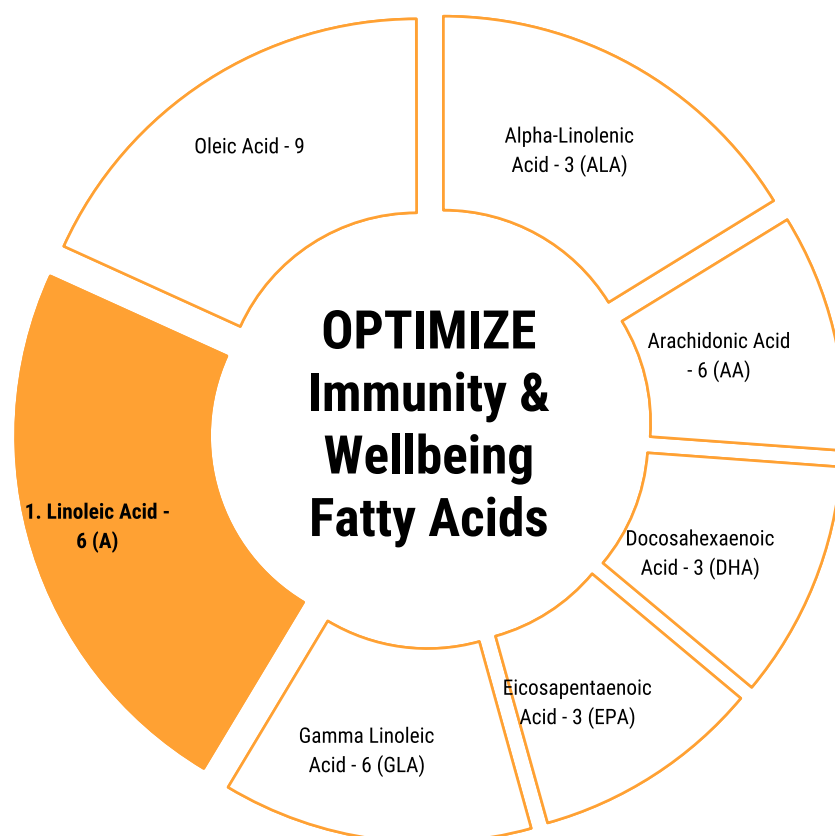 Oleic Acid - 9
Alpha-Linolenic
Acid - 3 (ALA)
Arachidonic Acid
- 6 (AA)
OPTIMIZE
Immunity &
Wellbeing
Fatty Acids
1. Linoleic Acid -
6 (A)
Docosahexaenoic
Acid - 3 (DHA)
Eicosapentaenoic
Acid - 3 (EPA)
Gamma Linoleic
Acid - 6 (GLA)